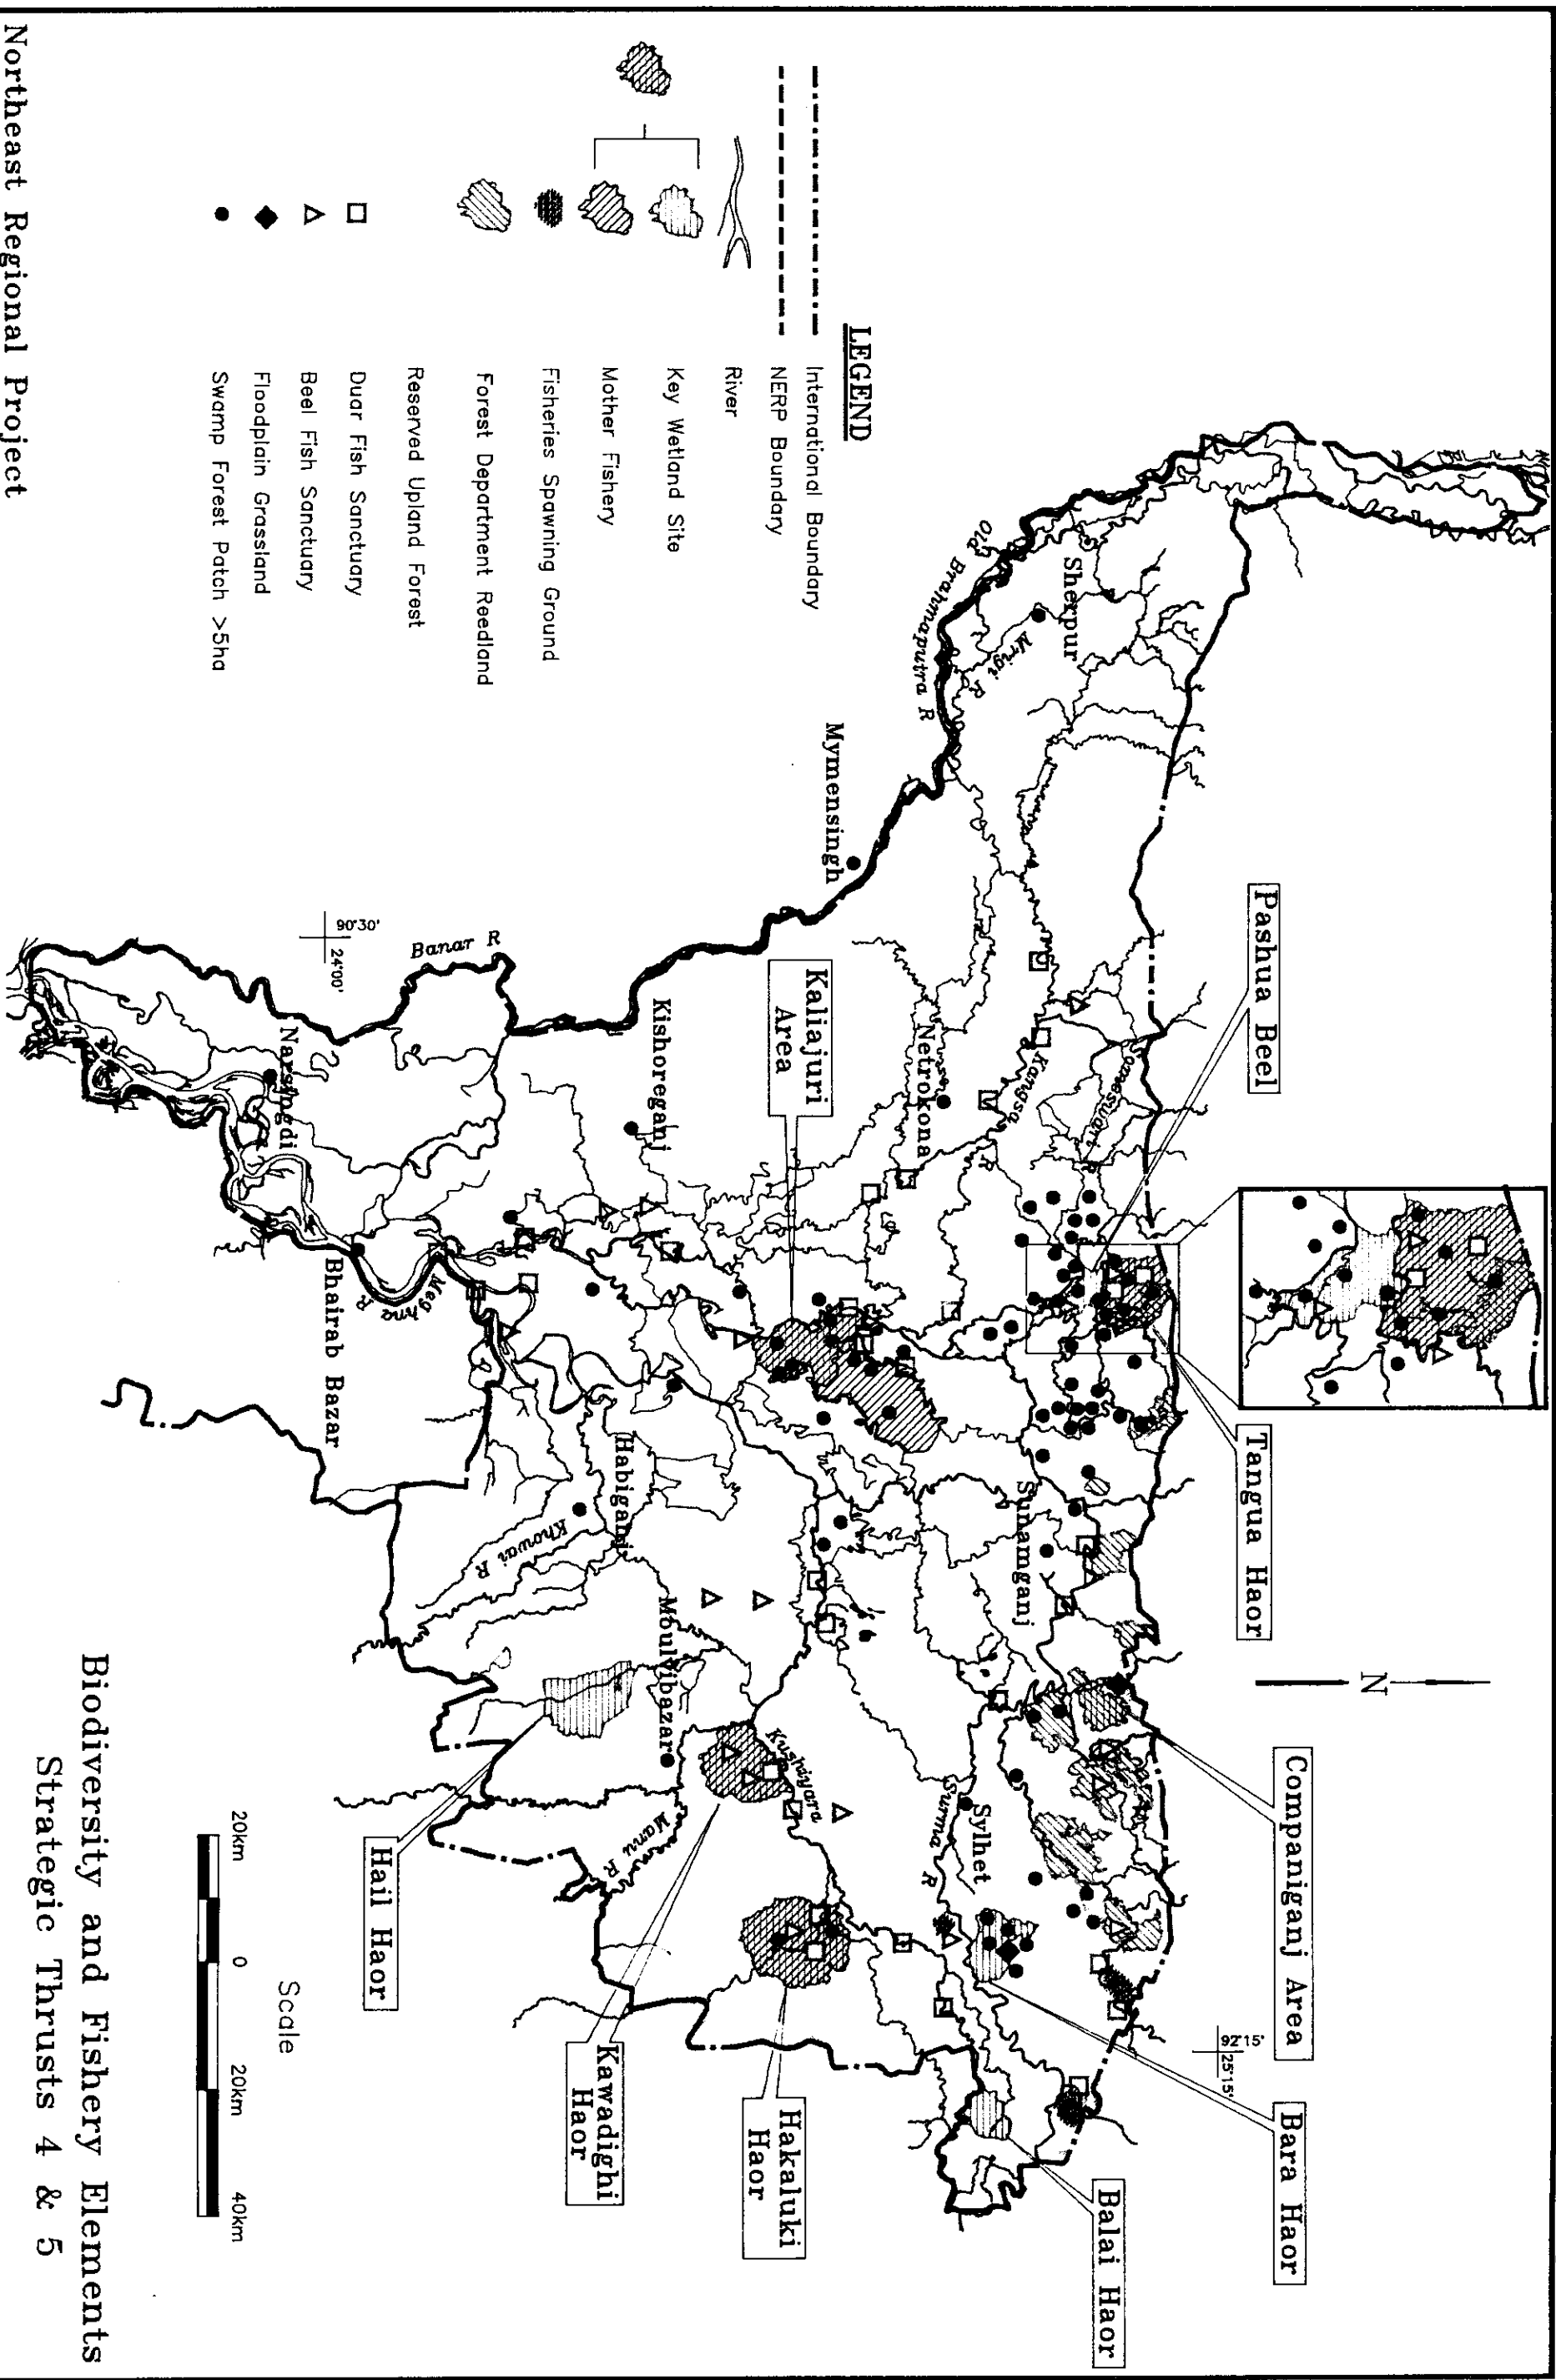 Pashua Beel
Tangua Haor
Companiganj Area
Bara Haor
92°15'
25°15'
N
LEGEND
International Boundary
NERP Boundary
River
Key Wetland Site
Mother Fishery
Fisheries Spawning Ground
Forest Department Reedland
Reserved Upland Forest
Duar Fish Sanctuary
Beel Fish Sanctuary
Floodplain Grassland
Swamp Forest Patch >5ha
Sherpur
Old Brahmaputra R
Mrigi R
Mymensingh
Netrokona
Kangsa R
Sunamganj
Sylhet
Surma R
Balai Haor
Kaliajuri
Area
Kishoreganj
Banar R
90°30'
24°00'
Narsingdi
Bhairab Bazar
Meghna R
Habiganj
Khowai R
Moulvibazar
Kushiyara
Manu R
Hakaluki
Haor
Kawadighi
Haor
Hail Haor
Scale
20km 0 20km 40km
Northeast Regional Project
Biodiversity and Fishery Elements
Strategic Thrusts 4 & 5